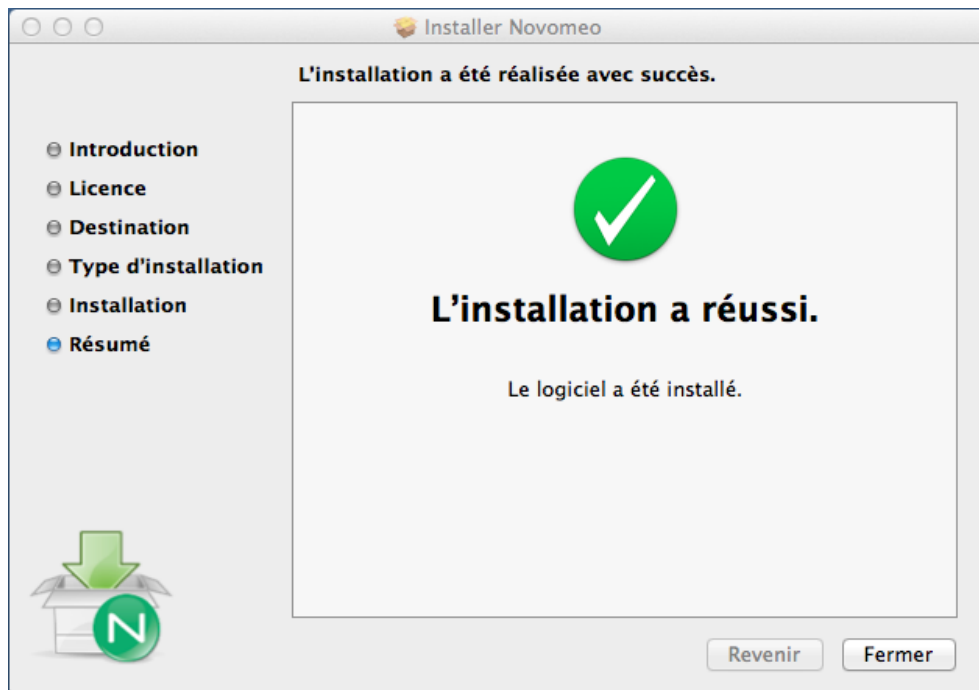 Installer Novomeo
L'installation a été réalisée avec succès.
Introduction
Licence
Destination
Type d'installation
Installation
Résumé
L'installation a réussi.
Le logiciel a été installé.
N
Revenir
Fermer